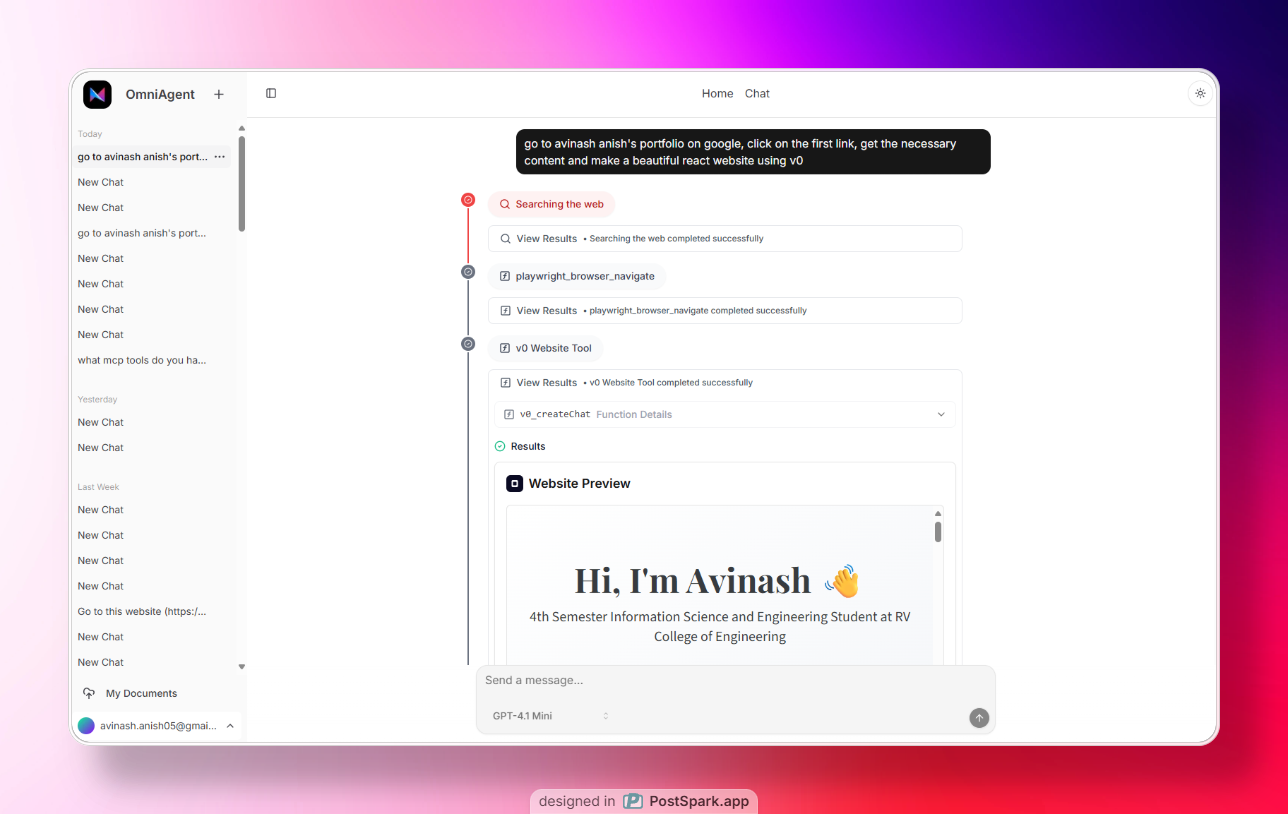 OmniAgent
Today
go to avinash anish's port...
New Chat
New Chat
go to avinash anish's port...
New Chat
New Chat
New Chat
New Chat
what mcp tools do you ha...
Yesterday
New Chat
New Chat
Last Week
New Chat
New Chat
New Chat
New Chat
Go to this website (https:/...
New Chat
New Chat
My Documents
avinash.anish05@gmai...
Home Chat
go to avinash anish's portfolio on google, click on the first link, get the necessary
content and make a beautiful react website using v0
Searching the web
View Results • Searching the web completed successfully
playwright_browser_navigate
View Results • playwright_browser_navigate completed successfully
v0 Website Tool
View Results • v0 Website Tool completed successfully
v0_createChat Function Details
Results
Website Preview
Hi, I'm Avinash 👋
4th Semester Information Science and Engineering Student at RV
College of Engineering
Send a message...
GPT-4.1 Mini
designed in PostSpark.app